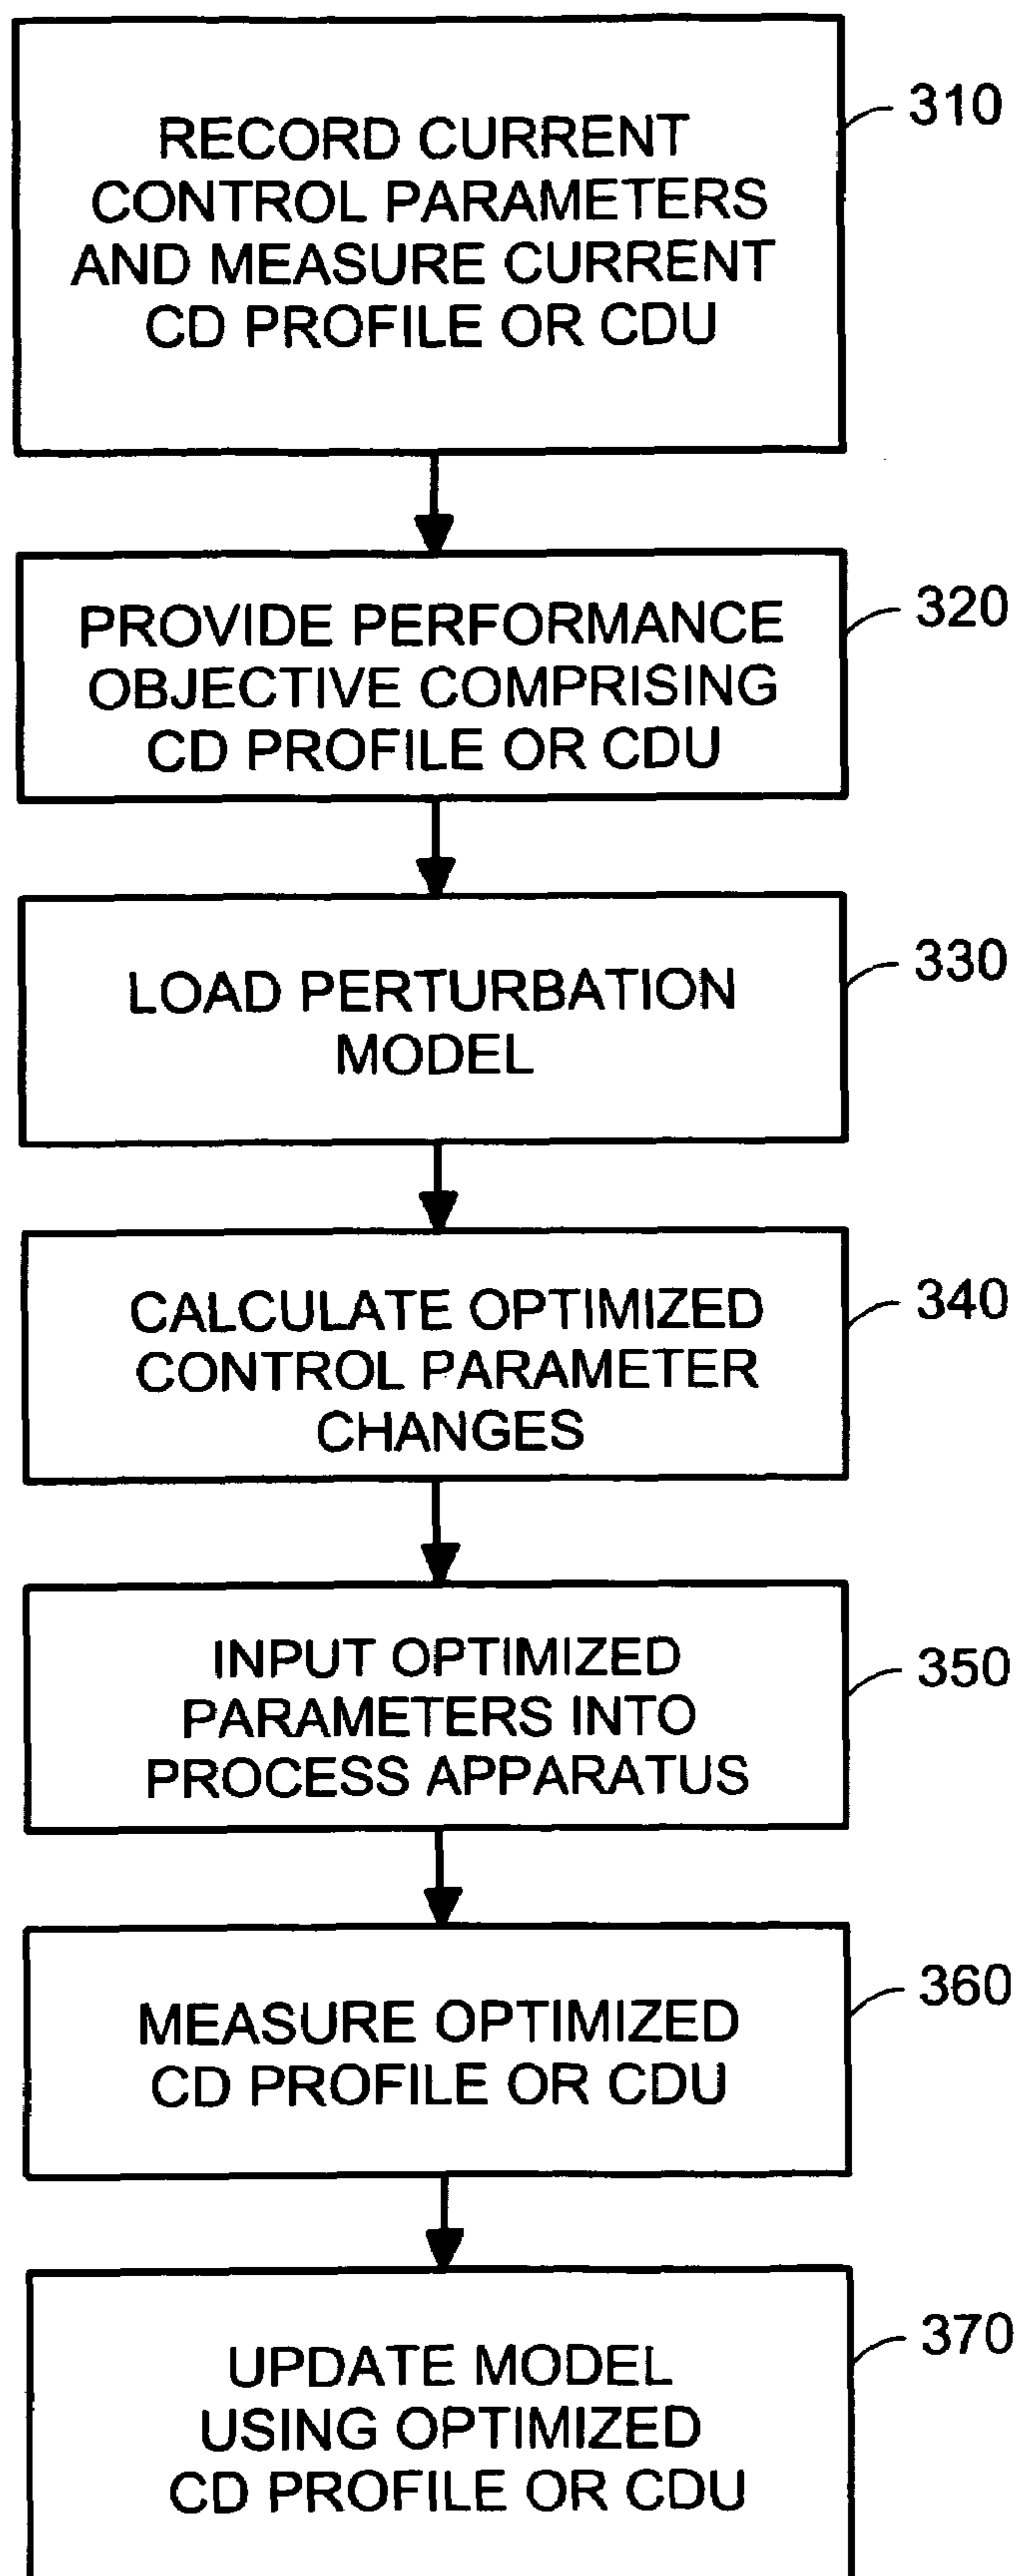 RECORD CURRENT
CONTROL PARAMETERS
AND MEASURE CURRENT
CD PROFILE OR CDU
310
PROVIDE PERFORMANCE
OBJECTIVE COMPRISING
CD PROFILE OR CDU
320
LOAD PERTURBATION
MODEL
330
CALCULATE OPTIMIZED
CONTROL PARAMETER
CHANGES
340
INPUT OPTIMIZED
PARAMETERS INTO
PROCESS APPARATUS
350
MEASURE OPTIMIZED
CD PROFILE OR CDU
360
UPDATE MODEL
USING OPTIMIZED
CD PROFILE OR CDU
370